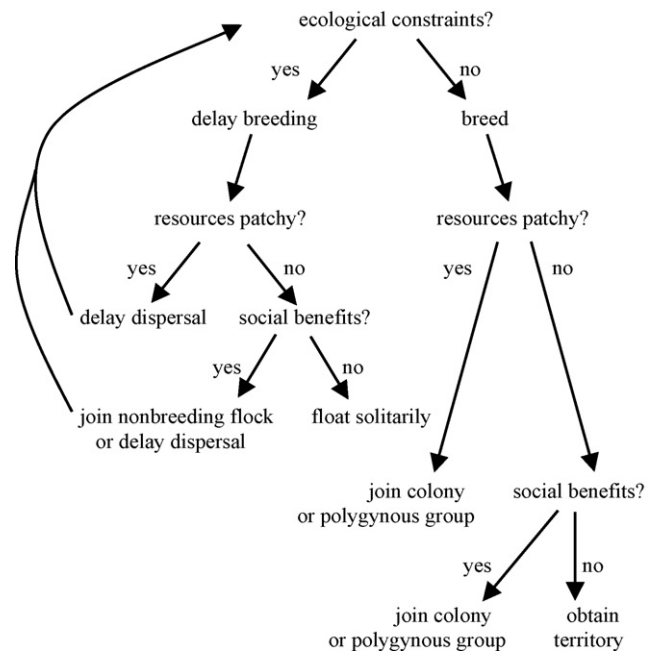 ecological constraints?
yes
no
delay breeding
breed
resources patchy?
resources patchy?
yes
no
yes
no
delay dispersal
social benefits?
yes
no
join nonbreeding flock
or delay dispersal
float solitarily
join colony
or polygynous group
social benefits?
yes
no
join colony
or polygynous group
obtain
territory